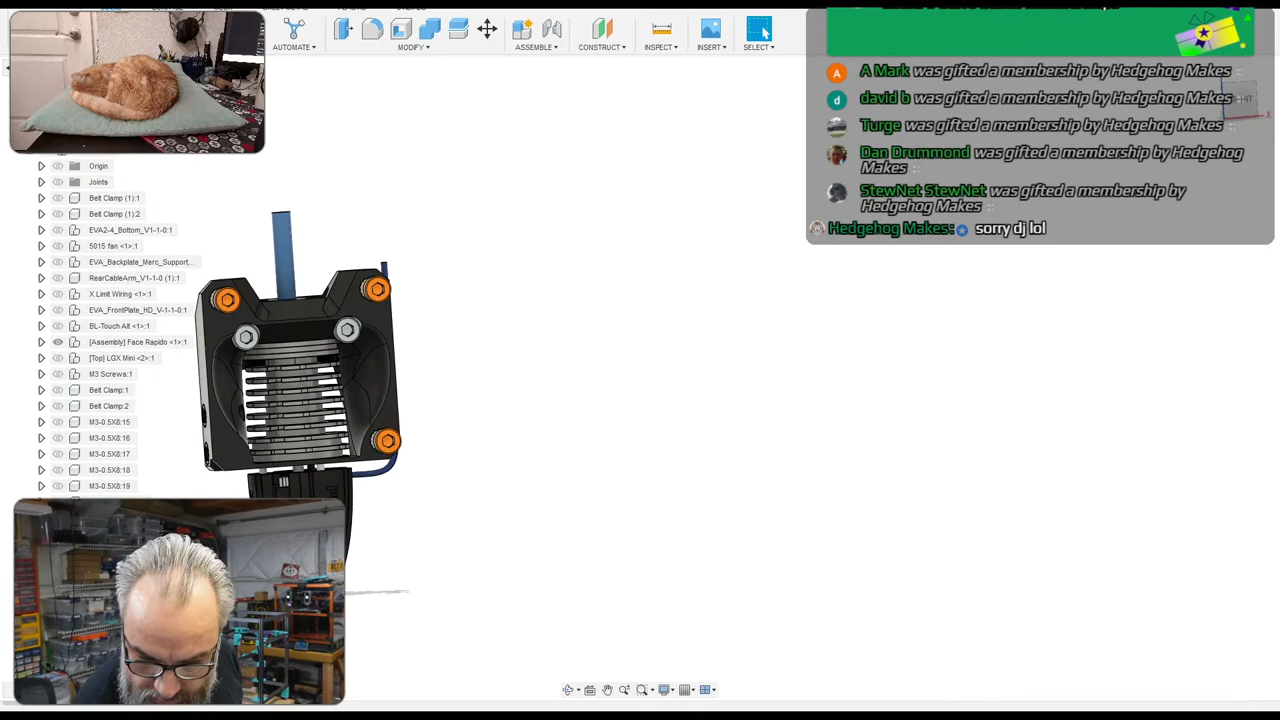 AUTOMATE
MODIFY
ASSEMBLE
CONSTRUCT
INSPECT
INSERT
SELECT
A Mark was gifted a membership by Hedgehog Makes
david b was gifted a membership by Hedgehog Makes
Turge was gifted a membership by Hedgehog Makes
Dan Drummond was gifted a membership by Hedgehog
Makes
StewNet StewNet was gifted a membership by
Hedgehog Makes
Hedgehog Makes: sorry dj lol
X
Origin
Joints
Belt Clamp (1):1
Belt Clamp (1):2
EVA2-4_Bottom_V1-1-0:1
5015 fan <1>:1
EVA_Backplate_Merc_Support...
RearCableArm_V1-1-0 (1):1
X Limit Wiring <1>:1
EVA_FrontPlate_HD_V-1-1-0:1
BL-Touch Alt <1>:1
[Assembly] Face Rapido <1>:1
[Top] LGX Mini <2>:1
M3 Screws:1
Belt Clamp:1
Belt Clamp:2
M3-0.5X8:15
M3-0.5X8:16
M3-0.5X8:17
M3-0.5X8:18
M3-0.5X8:19